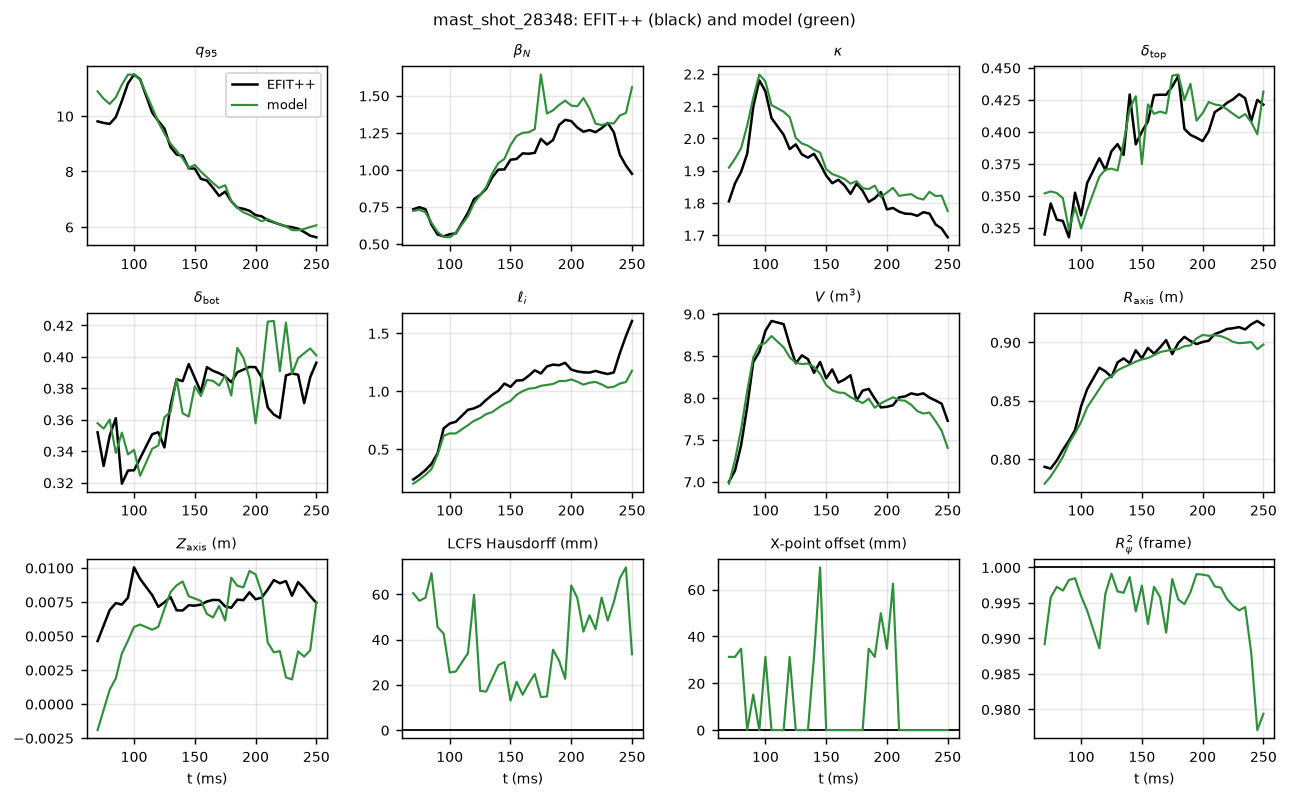 mast_shot_28348: EFIT++ (black) and model (green)
q95
βN
κ
δtop
EFIT++
model
10
8
6
100 150 200 250
1.50
1.25
1.00
0.75
0.50
100 150 200 250
2.2
2.1
2.0
1.9
1.8
1.7
100 150 200 250
0.450
0.425
0.400
0.375
0.350
0.325
100 150 200 250
δbot
ℓi
V (m³)
Raxis (m)
0.42
0.40
0.38
0.36
0.34
0.32
100 150 200 250
1.5
1.0
0.5
100 150 200 250
9.0
8.5
8.0
7.5
7.0
100 150 200 250
0.90
0.85
0.80
100 150 200 250
Zaxis (m)
LCFS Hausdorff (mm)
X-point offset (mm)
R²ψ (frame)
0.0100
0.0075
0.0050
0.0025
0.0000
−0.0025
100 150 200 250
t (ms)
60
40
20
0
100 150 200 250
t (ms)
60
40
20
0
100 150 200 250
t (ms)
1.000
0.995
0.990
0.985
0.980
100 150 200 250
t (ms)